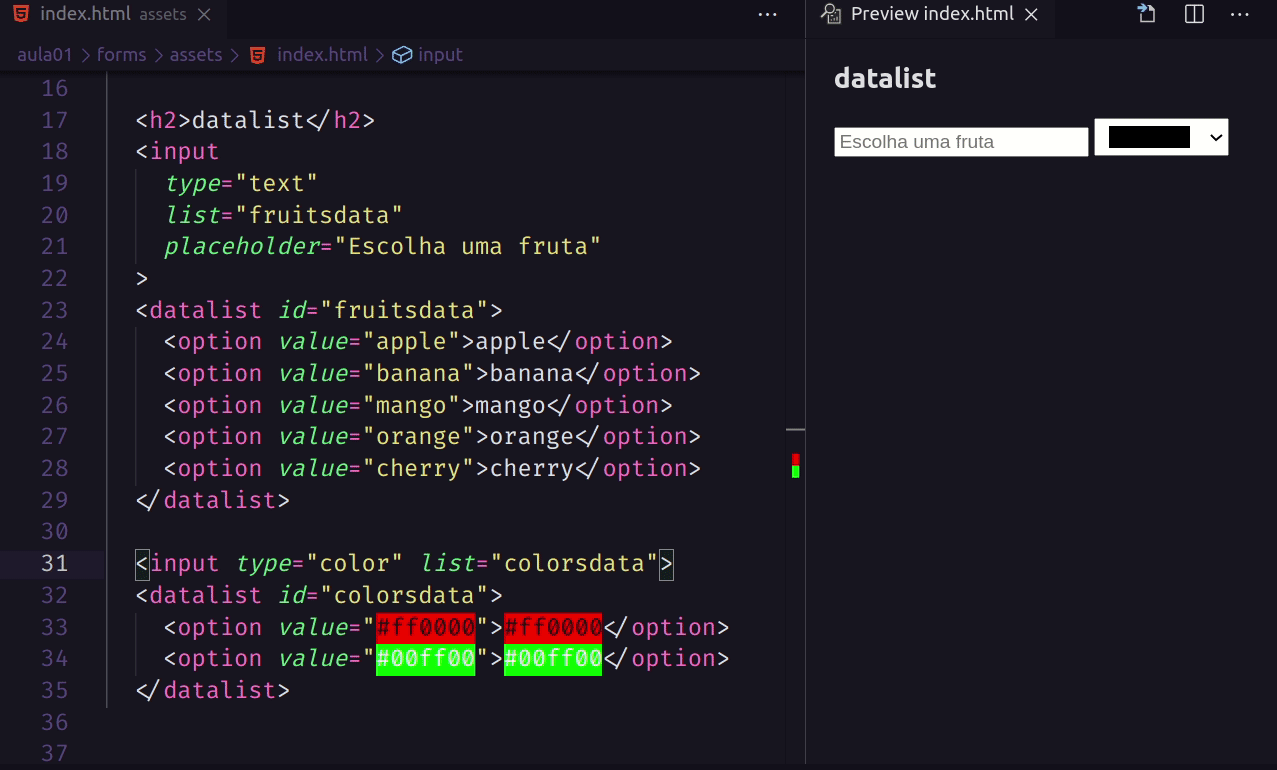 index.html assets
Preview index.html
aula01 > forms > assets > index.html > input
datalist
Escolha uma fruta
16
17 <h2>datalist</h2>
18 <input
19 type="text"
20 list="fruitsdata"
21 placeholder="Escolha uma fruta"
22 >
23 <datalist id="fruitsdata">
24 <option value="apple">apple</option>
25 <option value="banana">banana</option>
26 <option value="mango">mango</option>
27 <option value="orange">orange</option>
28 <option value="cherry">cherry</option>
29 </datalist>
30
31 <input type="color" list="colorsdata">
32 <datalist id="colorsdata">
33 <option value="#ff0000">#ff0000</option>
34 <option value="#00ff00">#00ff00</option>
35 </datalist>
36
37